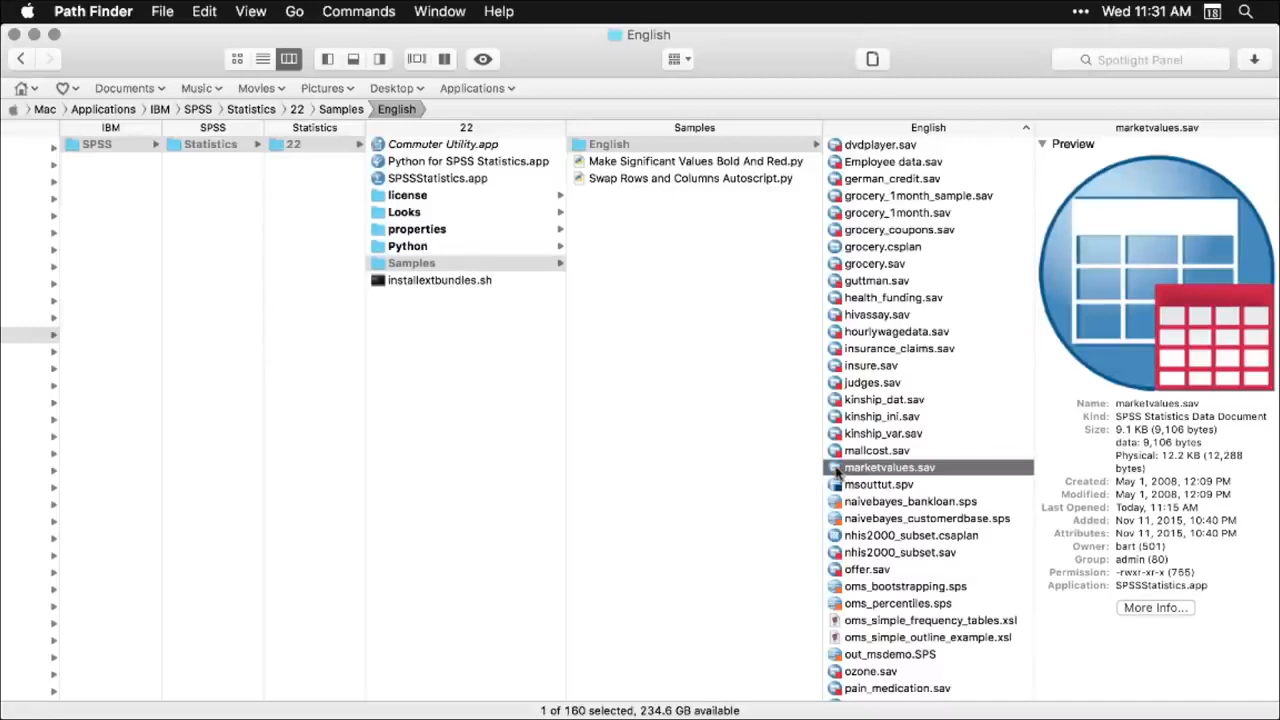 Path Finder File Edit View Go Commands Window Help ••• Wed 11:31 AM 18
English
Spotlight Panel
Documents Music Movies Pictures Desktop Applications
Mac Applications IBM SPSS Statistics 22 Samples English
IBM SPSS Statistics 22 Samples English marketvalues.sav
SPSS
Statistics
22
Commuter Utility.app
Python for SPSS Statistics.app
SPSSStatistics.app
license
Looks
properties
Python
Samples
installextbundles.sh
English
Make Significant Values Bold And Red.py
Swap Rows and Columns Autoscript.py
dvdplayer.sav
Employee data.sav
german_credit.sav
grocery_1month_sample.sav
grocery_1month.sav
grocery_coupons.sav
grocery.csplan
grocery.sav
guttman.sav
health_funding.sav
hivassay.sav
hourlywagedata.sav
insurance_claims.sav
insure.sav
judges.sav
kinship_dat.sav
kinship_ini.sav
kinship_var.sav
mallcost.sav
marketvalues.sav
msouttut.spv
naivebayes_bankloan.sps
naivebayes_customerdbase.sps
nhis2000_subset.csaplan
nhis2000_subset.sav
offer.sav
oms_bootstrapping.sps
oms_percentiles.sps
oms_simple_frequency_tables.xsl
oms_simple_outline_example.xsl
out_msdemo.SPS
ozone.sav
pain_medication.sav
Preview
Name: marketvalues.sav
Kind: SPSS Statistics Data Document
Size: 9.1 KB (9,106 bytes)
data: 9,106 bytes
Physical: 12.2 KB (12,288
bytes)
Created: May 1, 2008, 12:09 PM
Modified: May 1, 2008, 12:09 PM
Last Opened: Today, 11:15 AM
Added: Nov 11, 2015, 10:40 PM
Attributes: Nov 11, 2015, 10:40 PM
Owner: bart (501)
Group: admin (80)
Permission: -rwxr-xr-x (755)
Application: SPSSStatistics.app
More Info...
1 of 160 selected, 234.6 GB available